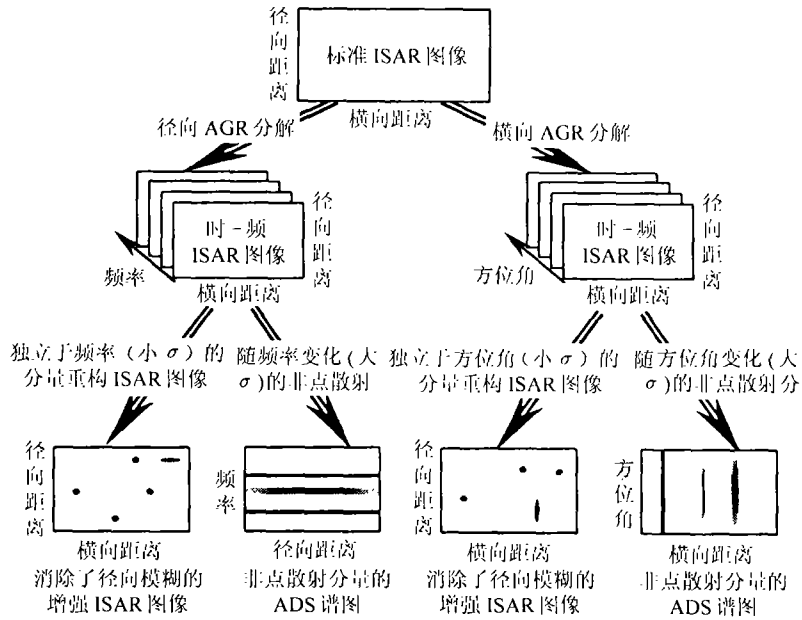 径向距离
标准 ISAR 图像
横向距离
径向 AGR 分解
横向 AGR 分解
时－频
ISAR 图像
径向距离
频率
横向距离
时－频
ISAR 图像
径向距离
方位角
横向距离
独立于频率（小 σ）的
分量重构 ISAR 图像
随频率变化（大
σ)的非点散射
独立于方位角（小 σ）的
分量重构 ISAR 图像
随方位角变化（大
σ)的非点散射分
径向距离
横向距离
消除了径向模糊的
增强 ISAR 图像
频率
径向距离
非点散射分量的
ADS 谱图
径向距离
横向距离
消除了径向模糊的
增强 ISAR 图像
方位角
横向距离
非点散射分量的
ADS 谱图